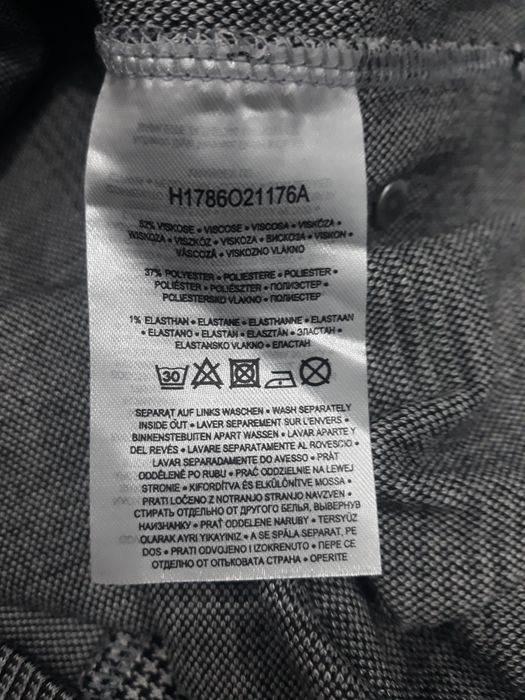 H1786O21176A
VISKOSE • VISCOSE • VISCOSA • VISKÓZA •
WISKOZA • VISZKÓZ • VISKOZA • ВИСКОЗА • VISKON •
VÂSCOZĂ • VISKOZNO VLAKNO
37% POLYESTER • POLIESTERE • POLIESTER •
POLIÉSTER • POLIÉSZTER • ПОЛИЭСТЕР •
POLIESTERSKO VLAKNO • ПОЛИЕСТЕР
1% ELASTHAN • ELASTANE • ELASTHANNE • ELASTAAN
• ELASTANO • ELASTAN • ELASZTÁN • ЭЛАСТАН •
ELASTANSKO VLAKNO • ЕЛАСТАН
30
SEPARAT AUF LINKS WASCHEN • WASH SEPARATELY
INSIDE OUT • LAVER SEPAREMENT SUR L'ENVERS •
BINNENSTEBUITEN APART WASSEN • LAVAR APARTE Y
DEL REVÉS • LAVARE SEPARATAMENTE AL ROVESCIO •
LAVAR SEPARADAMENTE DO AVESSO • PRÁT
ODDĚLENĚ PO RUBU • PRAĆ ODDZIELNIE NA LEWEJ
STRONIE • KIFORDÍTVA ÉS ELKÜLÖNÍTVE MOSSA •
PRATI LOČENO Z NOTRANJO STRANJO NAVZVEN •
СТИРАТЬ ОТДЕЛЬНО ОТ ДРУГОГО БЕЛЬЯ, ВЫВЕРНУВ
НАИЗНАНКУ • PRAŤ ODDELENE NARUBY • TERSYÜZ
OLARAK AYRI YIKAYINIZ • A SE SPĂLA SEPARAT, PE
DOS • PRATI ODVOJENO I IZOKRENUTO • ПЕРЕ СЕ
ОТДЕЛНО ОТ ОПЬКОВАТА СТРАНА • OPERITE